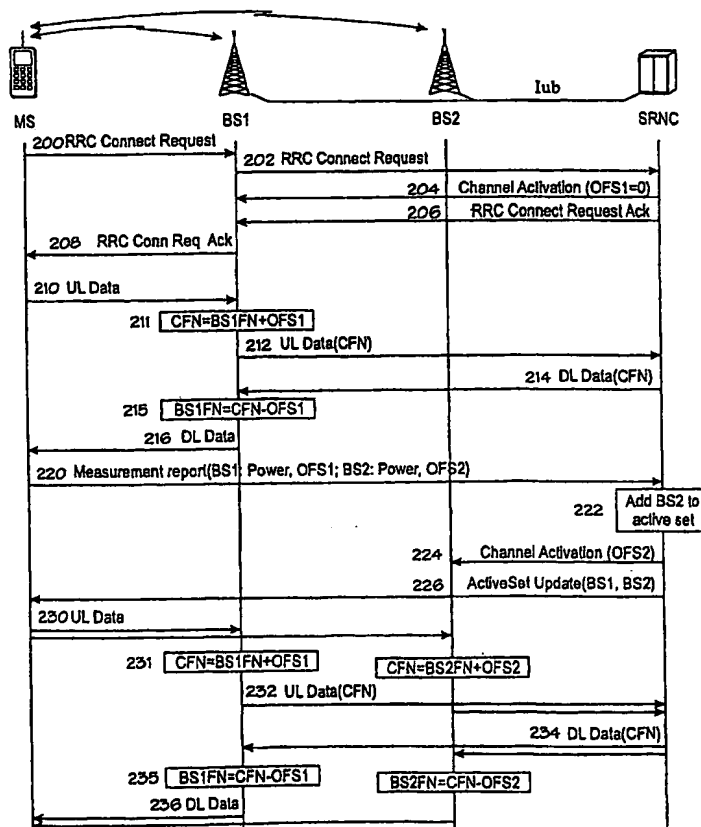 Iub
MS BS1 BS2 SRNC
200 RRC Connect Request
202 RRC Connect Request
204 Channel Activation (OFS1=0)
206 RRC Connect Request Ack
208 RRC Conn Req Ack
210 UL Data
211 CFN=BS1FN+OFS1
212 UL Data(CFN)
214 DL Data(CFN)
215 BS1FN=CFN-OFS1
216 DL Data
220 Measurement report(BS1: Power, OFS1; BS2: Power, OFS2)
222 Add BS2 to
active set
224 Channel Activation (OFS2)
226 ActiveSet Update(BS1, BS2)
230 UL Data
231 CFN=BS1FN+OFS1 CFN=BS2FN+OFS2
232 UL Data(CFN)
234 DL Data(CFN)
235 BS1FN=CFN-OFS1 BS2FN=CFN-OFS2
236 DL Data